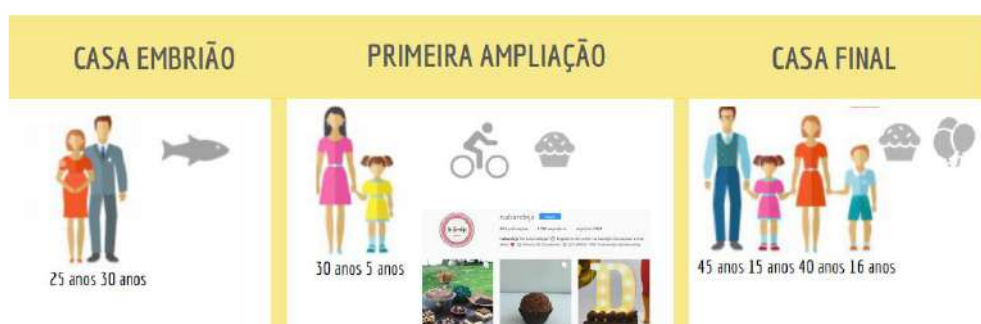 CASA EMBRIÃO
PRIMEIRA AMPLIAÇÃO
CASA FINAL
25 anos 30 anos
30 anos 5 anos
45 anos 15 anos 40 anos 16 anos
D